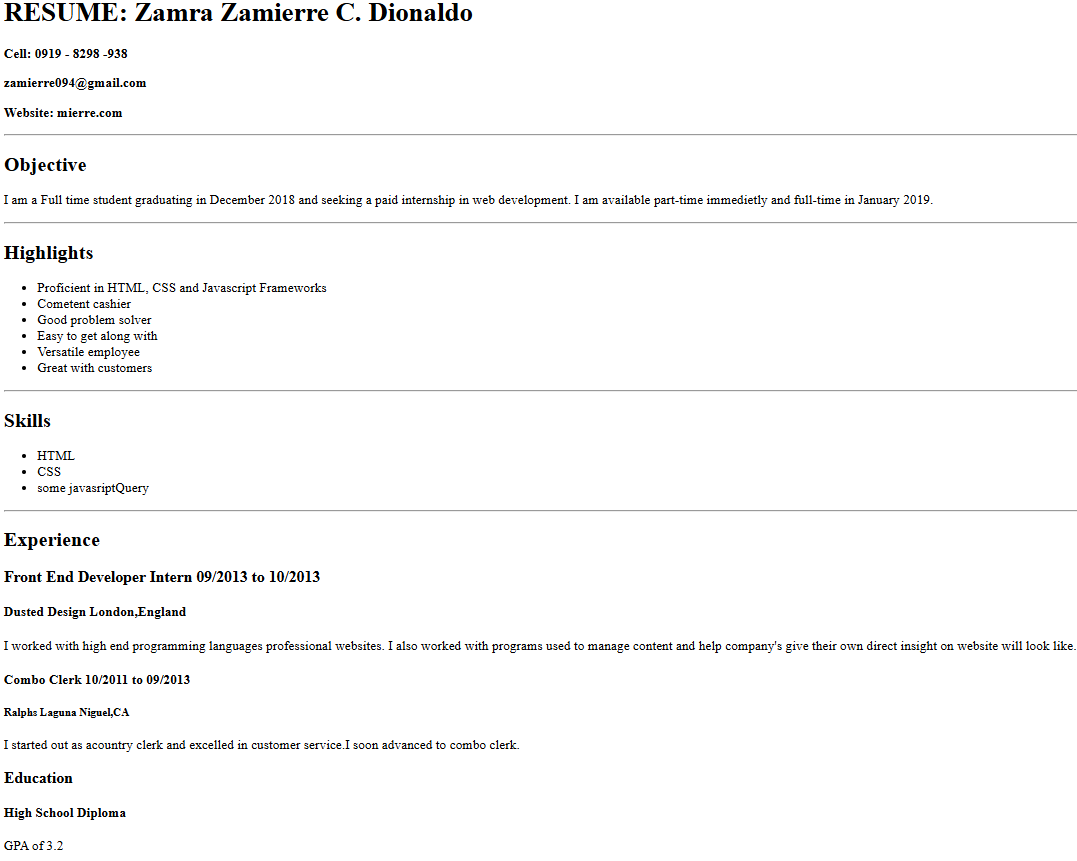 RESUME: Zamra Zamierre C. Dionaldo
Cell: 0919 - 8298 -938
zamierre094@gmail.com
Website: mierre.com
Objective
I am a Full time student graduating in December 2018 and seeking a paid internship in web development. I am available part-time immedietly and full-time in January 2019.
Highlights
• Proficient in HTML, CSS and Javascript Frameworks
• Cometent cashier
• Good problem solver
• Easy to get along with
• Versatile employee
• Great with customers
Skills
• HTML
• CSS
• some javasriptQuery
Experience
Front End Developer Intern 09/2013 to 10/2013
Dusted Design London,England
I worked with high end programming languages professional websites. I also worked with programs used to manage content and help company's give their own direct insight on website will look like.
Combo Clerk 10/2011 to 09/2013
Ralphs Laguna Niguel,CA
I started out as acountry clerk and excelled in customer service.I soon advanced to combo clerk.
Education
High School Diploma
GPA of 3.2